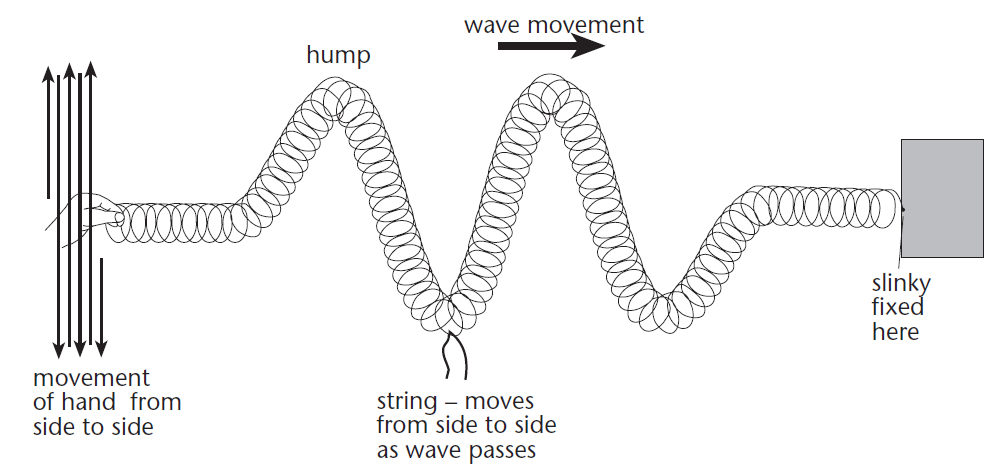 wave movement
hump
slinky
fixed
here
movement
of hand from
side to side
string – moves
from side to side
as wave passes